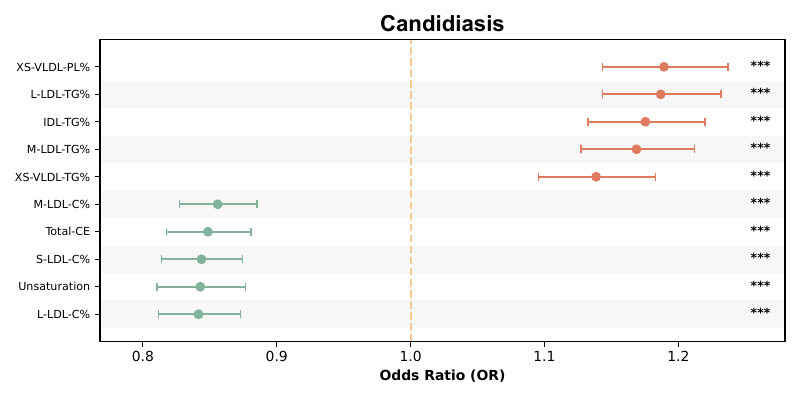 Candidiasis
XS-VLDL-PL% ***
L-LDL-TG% ***
IDL-TG% ***
M-LDL-TG% ***
XS-VLDL-TG% ***
M-LDL-C% ***
Total-CE ***
S-LDL-C% ***
Unsaturation ***
L-LDL-C% ***
0.8 0.9 1.0 1.1 1.2
Odds Ratio (OR)